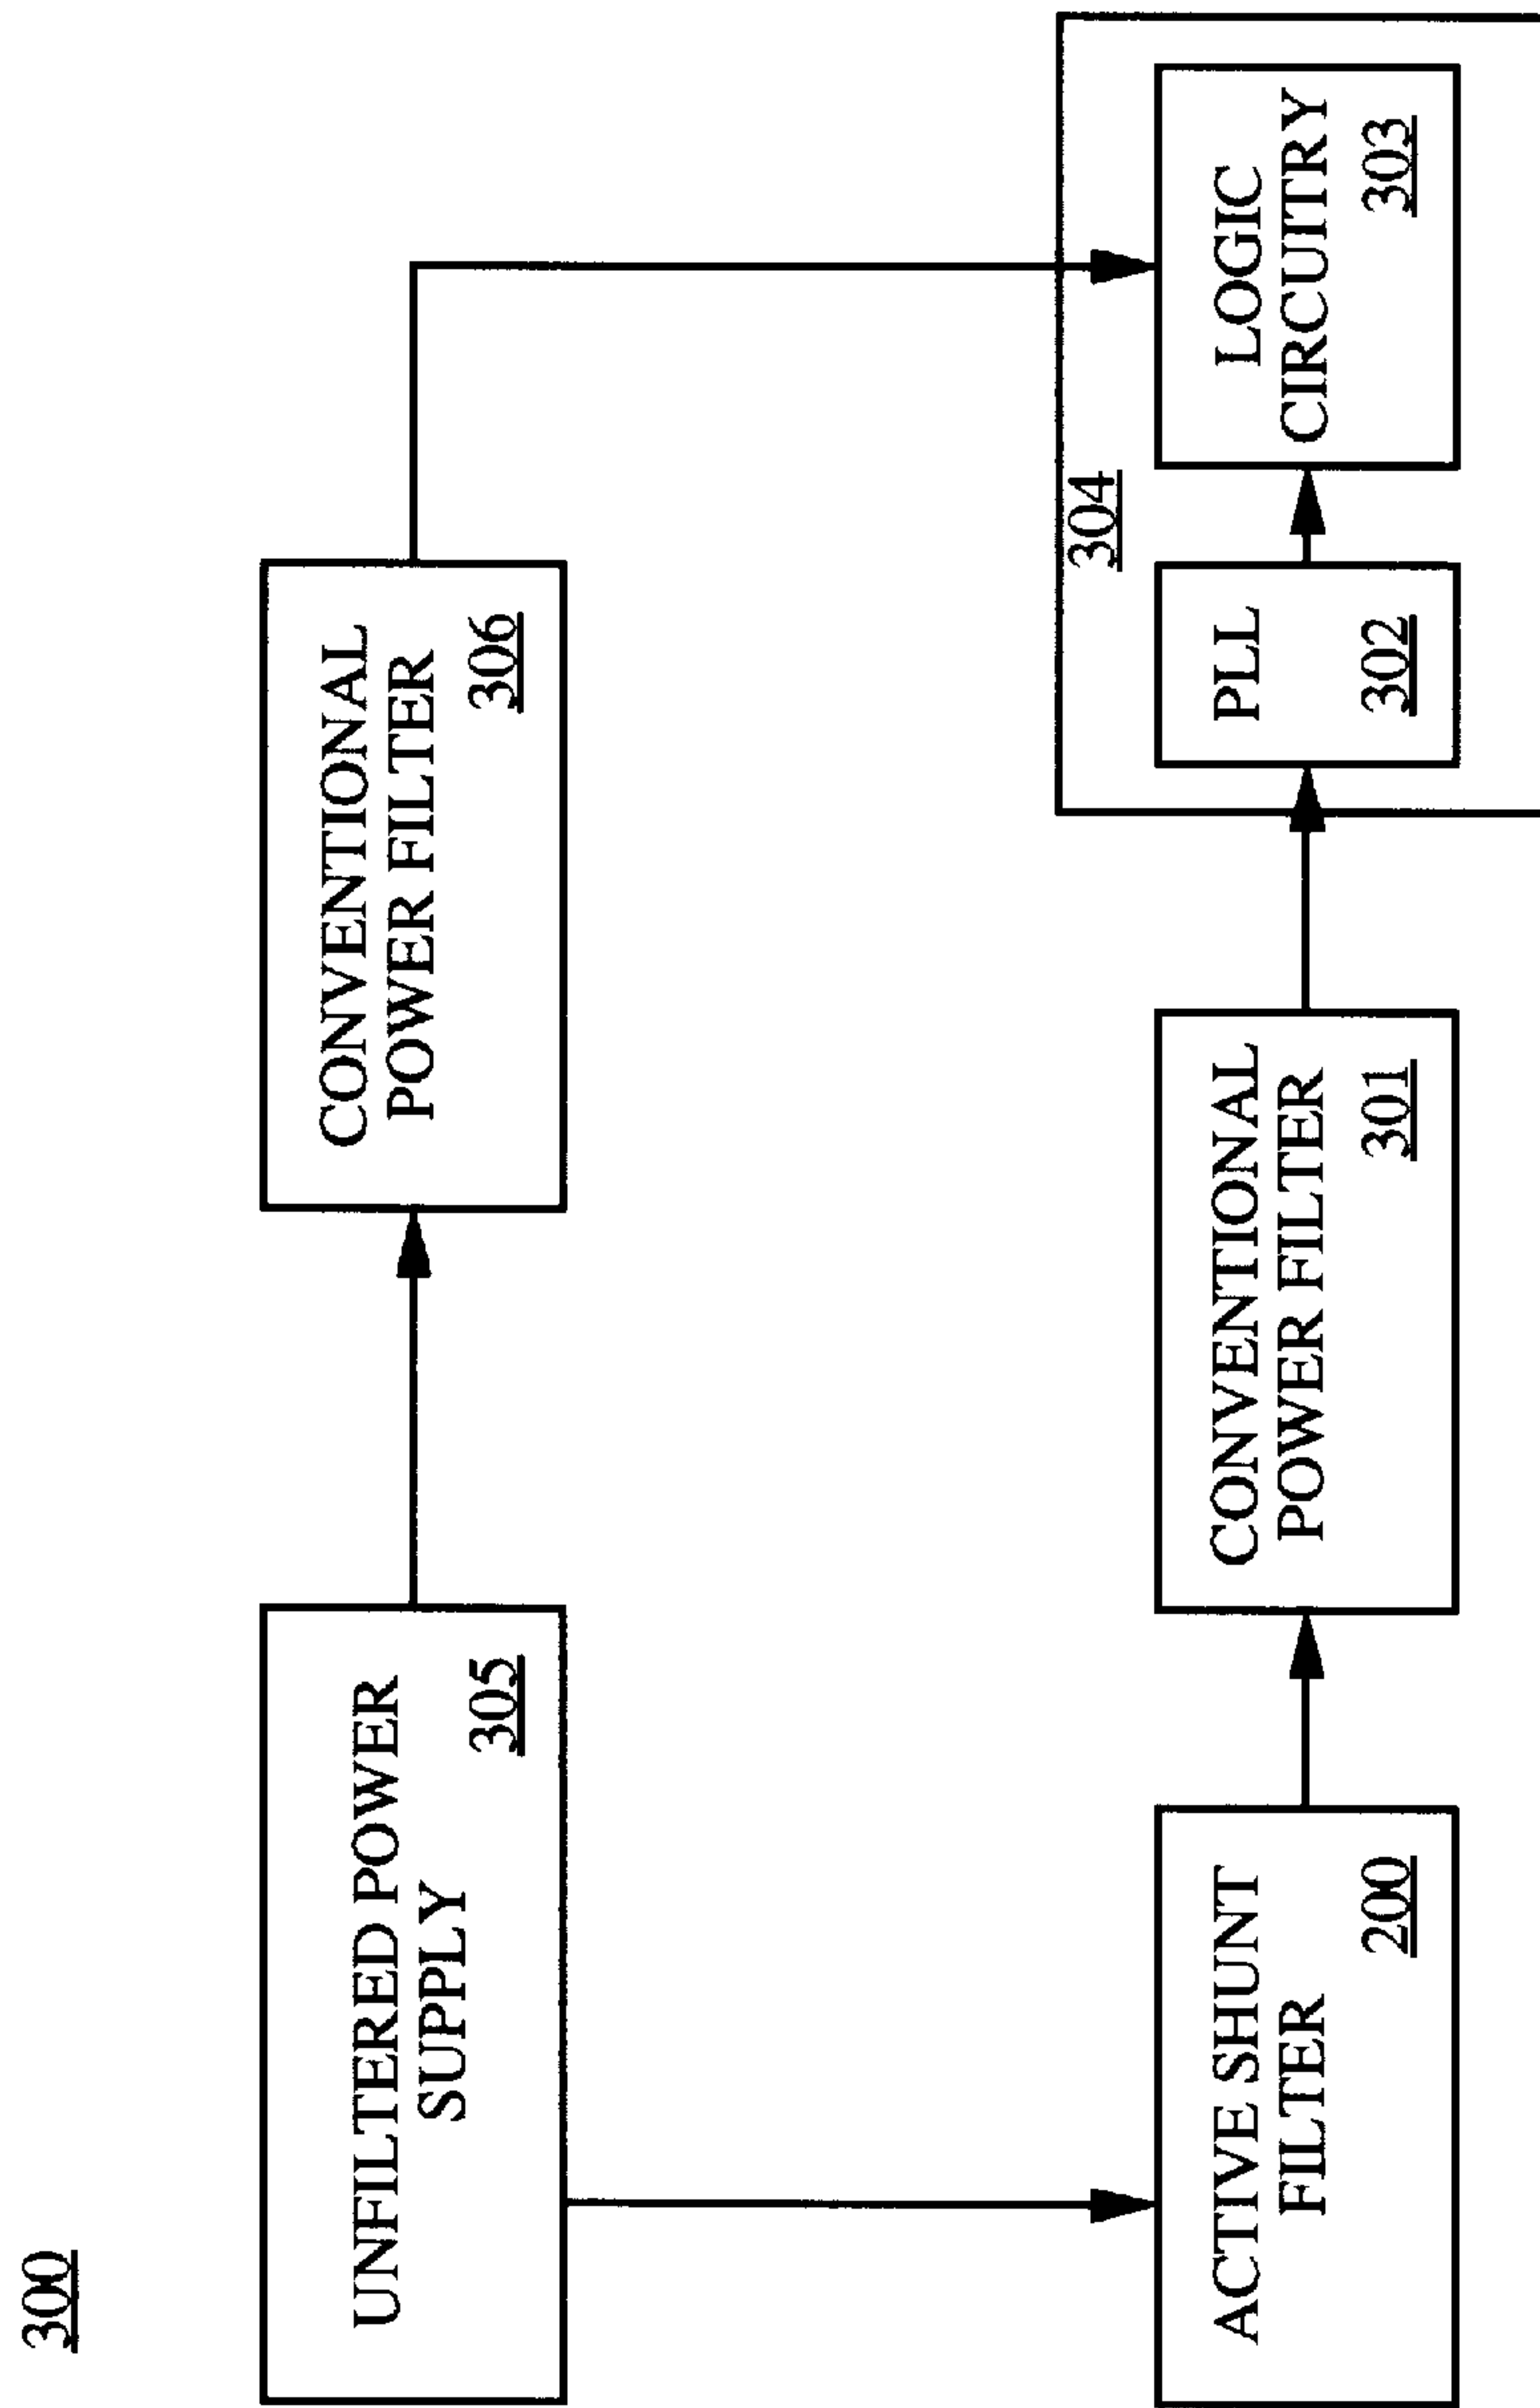 300
UNFILTERED POWER
SUPPLY
305
CONVENTIONAL
POWER FILTER
306
ACTIVE SHUNT
FILTER
200
CONVENTIONAL
POWER FILTER
301
304
PLL
302
LOGIC
CIRCUITRY
303